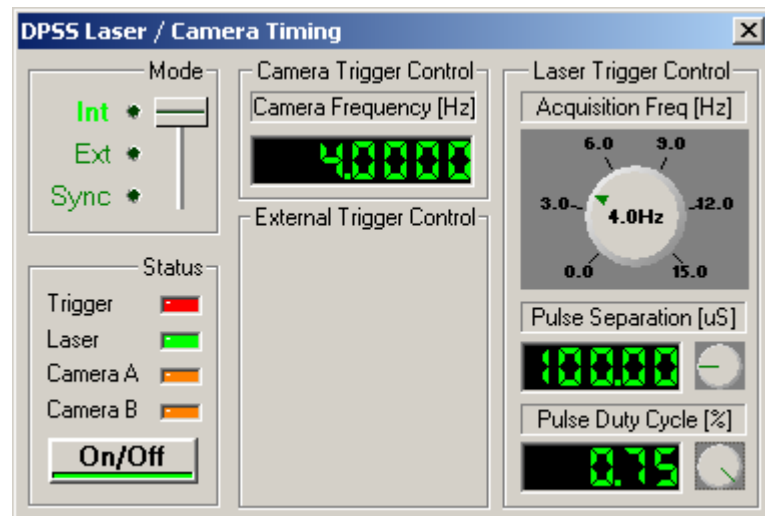 DPSS Laser / Camera Timing
Mode
Int
Ext
Sync
Status
Trigger
Laser
Camera A
Camera B
On/Off
Camera Trigger Control
Camera Frequency [Hz]
4.0000
External Trigger Control
Laser Trigger Control
Acquisition Freq [Hz]
6.0 9.0
3.0 12.0
4.0Hz
0.0 15.0
Pulse Separation [uS]
100.00
Pulse Duty Cycle [%]
0.75